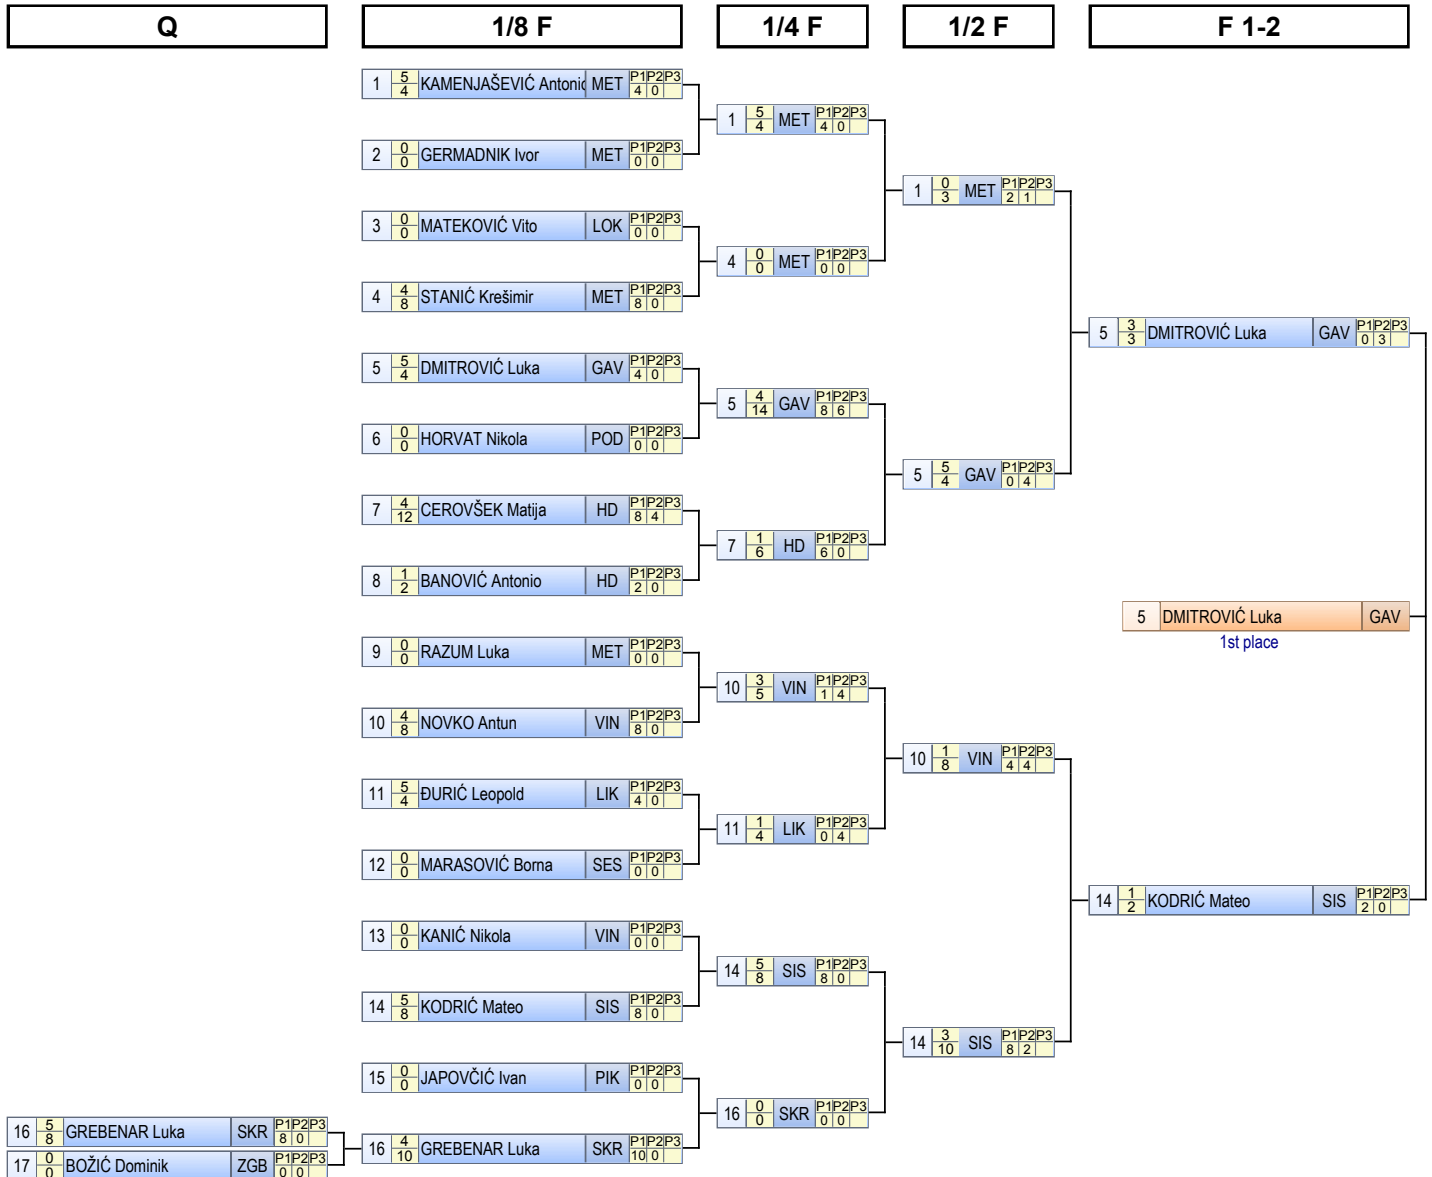 Q 1/8 F 1/4 F 1/2 F F 1-2
1 5 4 KAMENJAŠEVIĆ Antonio MET P1 P2 P3 4 0
1 5 4 MET P1 P2 P3 4 0
2 0 0 GERMADNIK Ivor MET P1 P2 P3 0 0
1 0 3 MET P1 P2 P3 2 1
3 0 0 MATEKOVIĆ Vito LOK P1 P2 P3 0 0
4 0 0 MET P1 P2 P3 0 0
4 4 8 STANIĆ Krešimir MET P1 P2 P3 8 0
5 3 3 DMITROVIĆ Luka GAV P1 P2 P3 0 3
5 5 4 DMITROVIĆ Luka GAV P1 P2 P3 4 0
5 4 14 GAV P1 P2 P3 8 6
6 0 0 HORVAT Nikola POD P1 P2 P3 0 0
5 5 4 GAV P1 P2 P3 0 4
7 4 12 CEROVŠEK Matija HD P1 P2 P3 8 4
7 1 6 HD P1 P2 P3 6 0
8 1 2 BANOVIĆ Antonio HD P1 P2 P3 2 0
5 DMITROVIĆ Luka GAV
1st place
9 0 0 RAZUM Luka MET P1 P2 P3 0 0
10 3 5 VIN P1 P2 P3 1 4
10 4 8 NOVKO Antun VIN P1 P2 P3 8 0
10 1 8 VIN P1 P2 P3 4 4
11 5 4 ĐURIĆ Leopold LIK P1 P2 P3 4 0
11 1 4 LIK P1 P2 P3 0 4
12 0 0 MARASOVIĆ Borna SES P1 P2 P3 0 0
14 1 2 KODRIĆ Mateo SIS P1 P2 P3 2 0
13 0 0 KANIĆ Nikola VIN P1 P2 P3 0 0
14 5 8 SIS P1 P2 P3 8 0
14 5 8 KODRIĆ Mateo SIS P1 P2 P3 8 0
14 3 10 SIS P1 P2 P3 8 2
15 0 0 JAPOVČIĆ Ivan PIK P1 P2 P3 0 0
16 0 0 SKR P1 P2 P3 0 0
16 5 8 GREBENAR Luka SKR P1 P2 P3 8 0
16 4 10 GREBENAR Luka SKR P1 P2 P3 10 0
17 0 0 BOŽIĆ Dominik ZGB P1 P2 P3 0 0